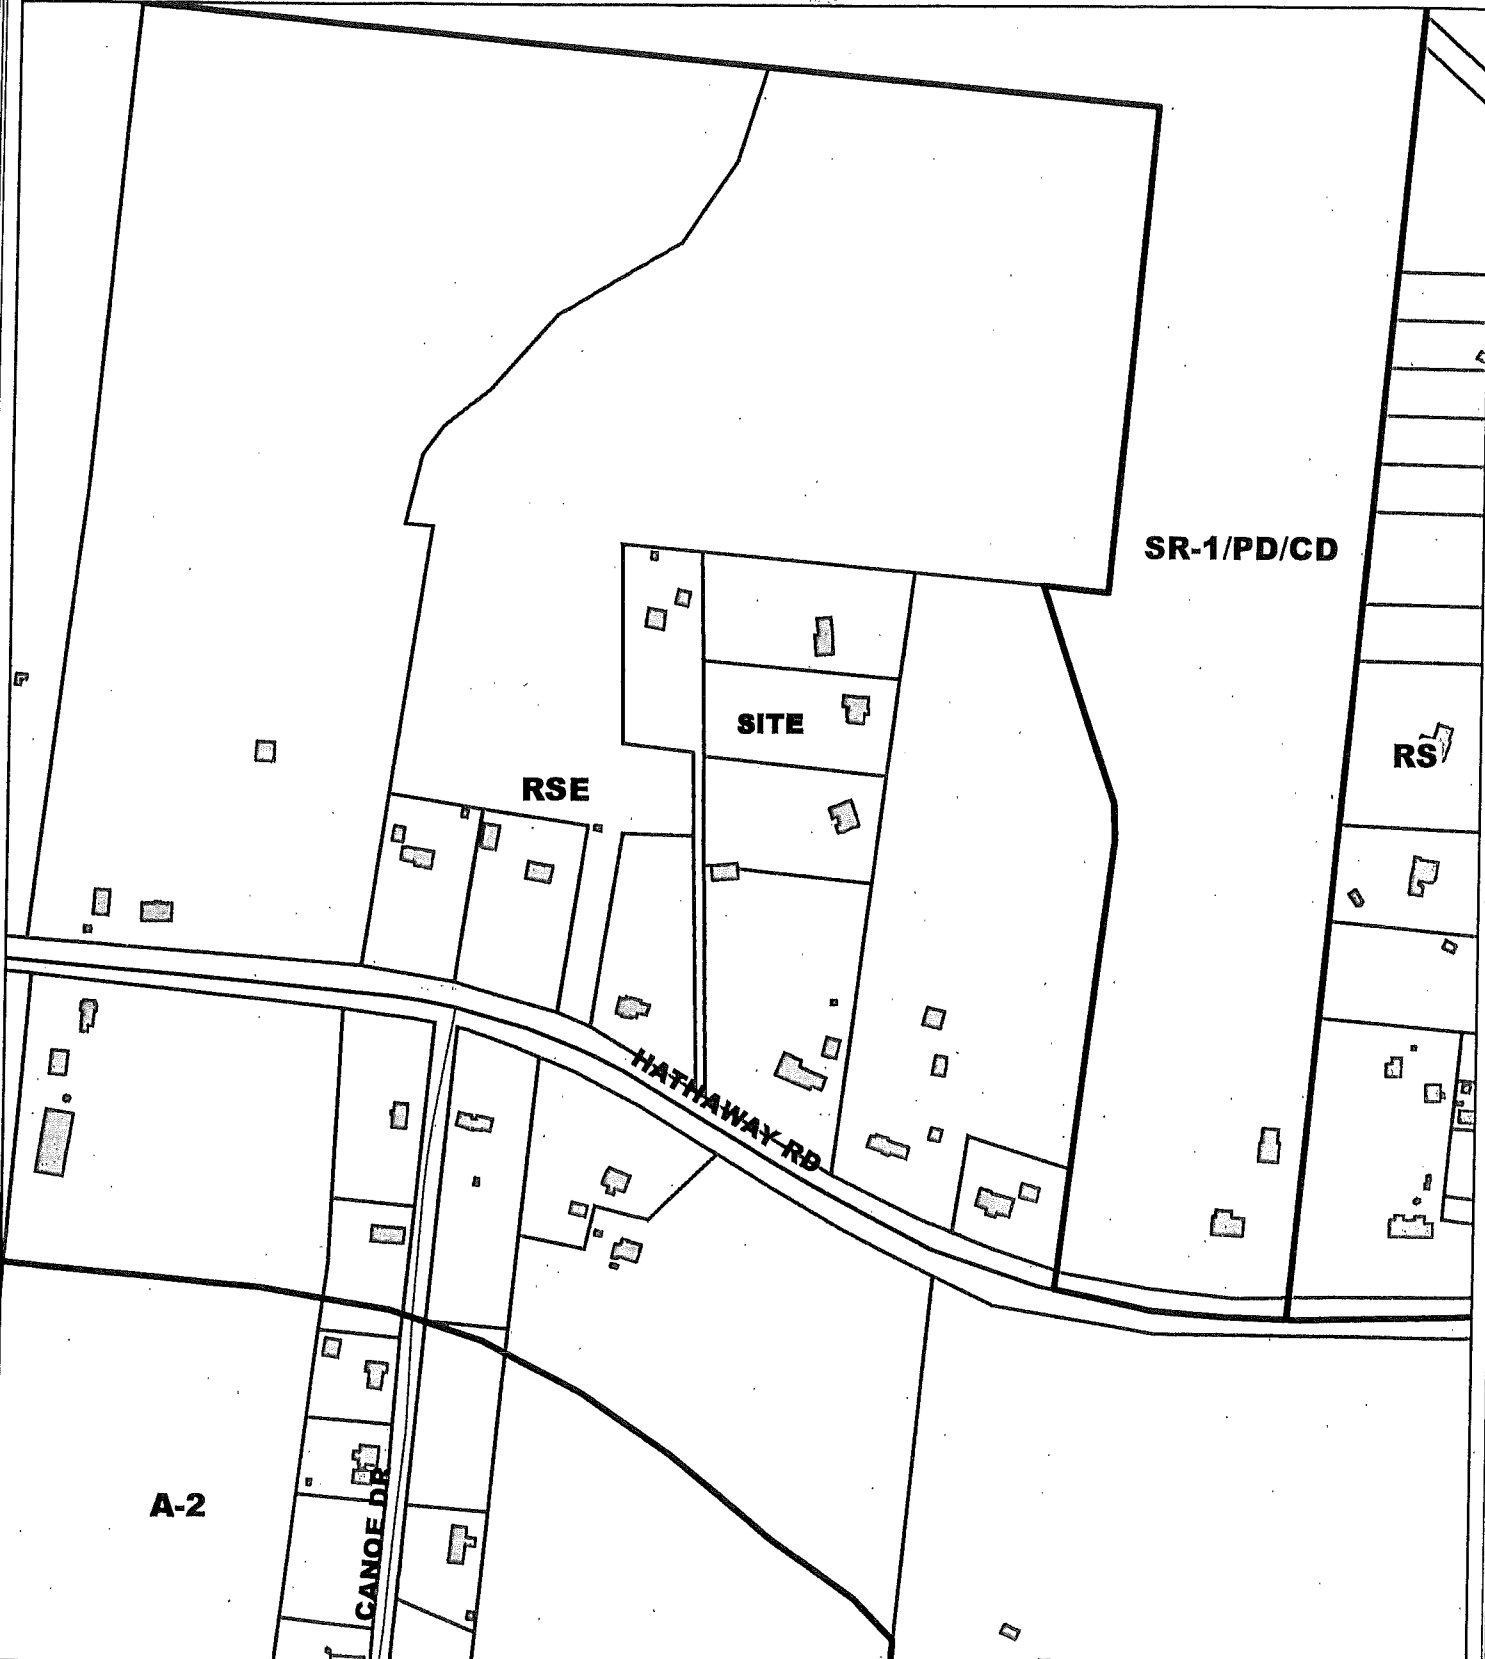 SR-1/PD/CD
SITE
RS
RSE
HATHAWAY RD
A-2
CANOE DR